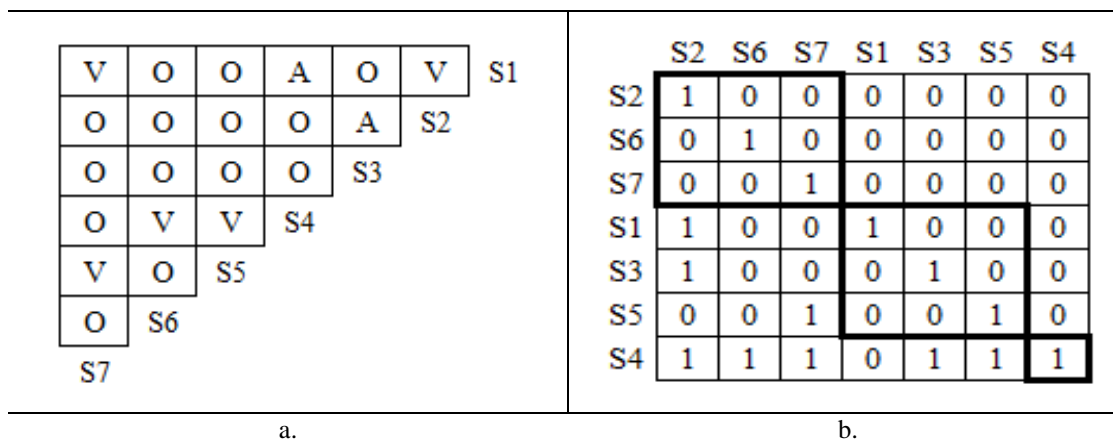 V O O A O V S1
O O O O A S2
O O O O S3
O V V S4
V O S5
O S6
S7
a.
S2 S6 S7 S1 S3 S5 S4
S2 1 0 0 0 0 0 0
S6 0 1 0 0 0 0 0
S7 0 0 1 0 0 0 0
S1 1 0 0 1 0 0 0
S3 1 0 0 0 1 0 0
S5 0 0 1 0 0 1 0
S4 1 1 1 0 1 1 1
b.